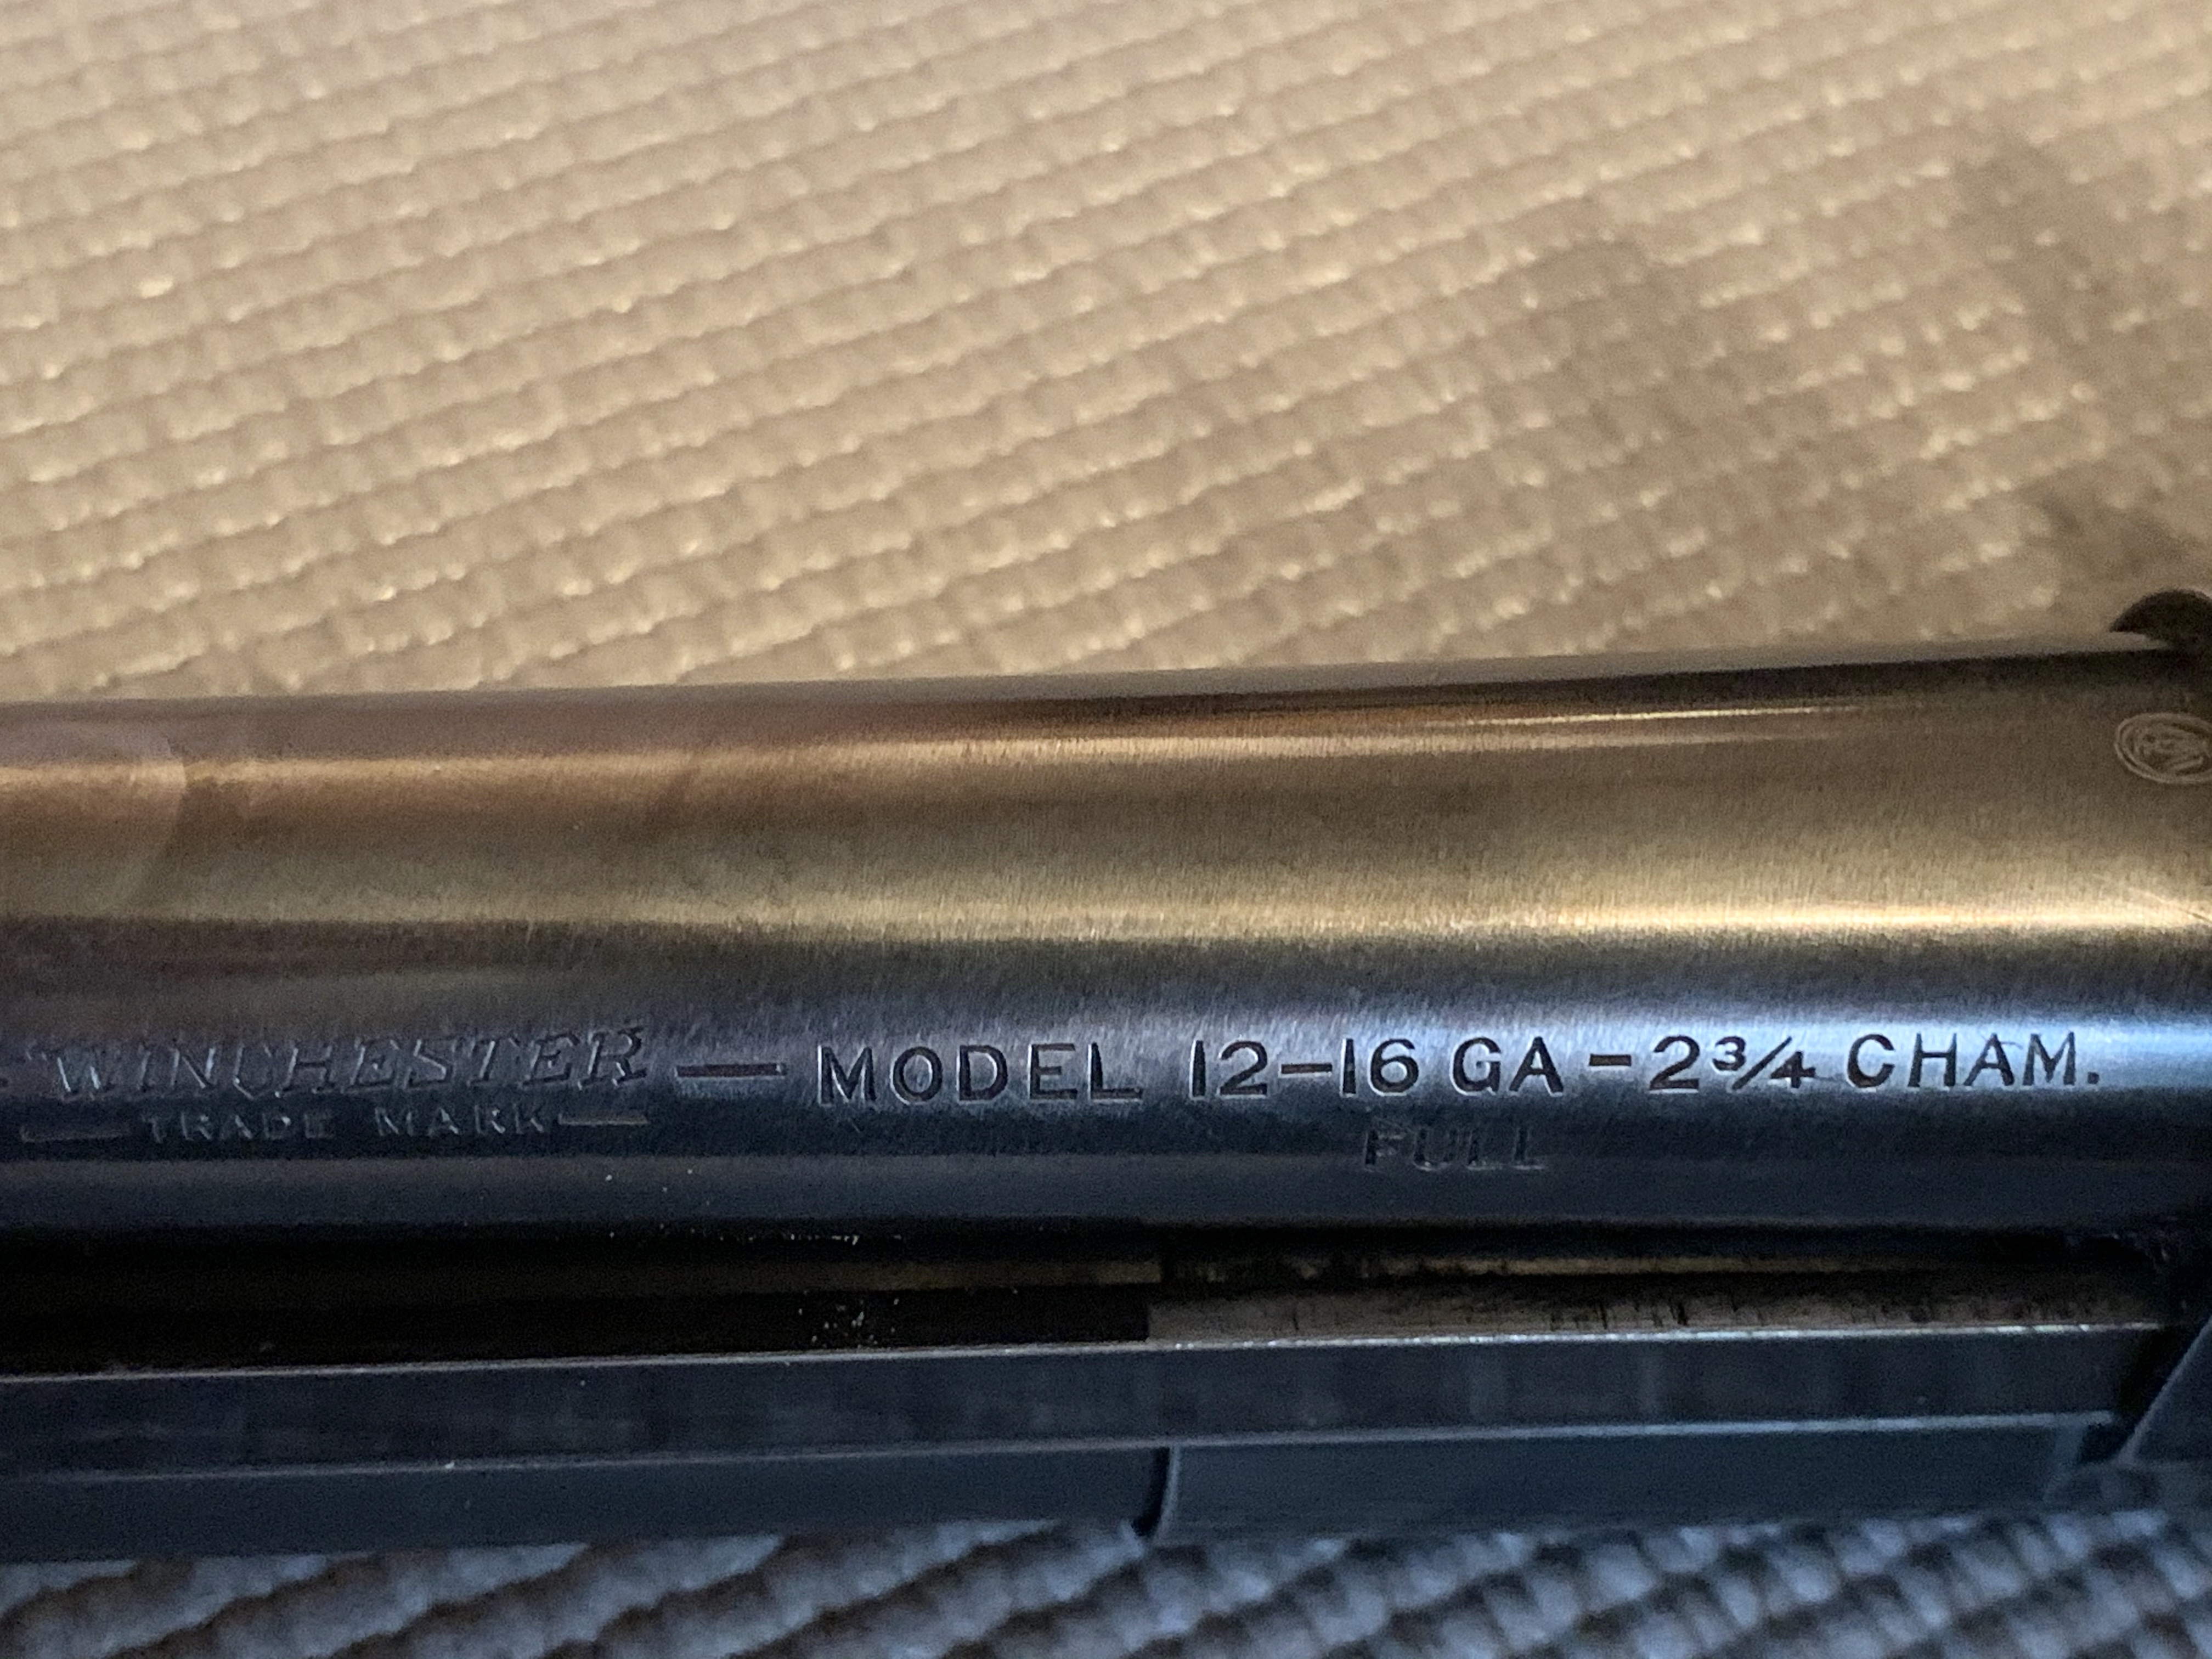 WINCHESTER — MODEL 12–16 GA – 2¾ CHAM.
— TRADE MARK — FULL